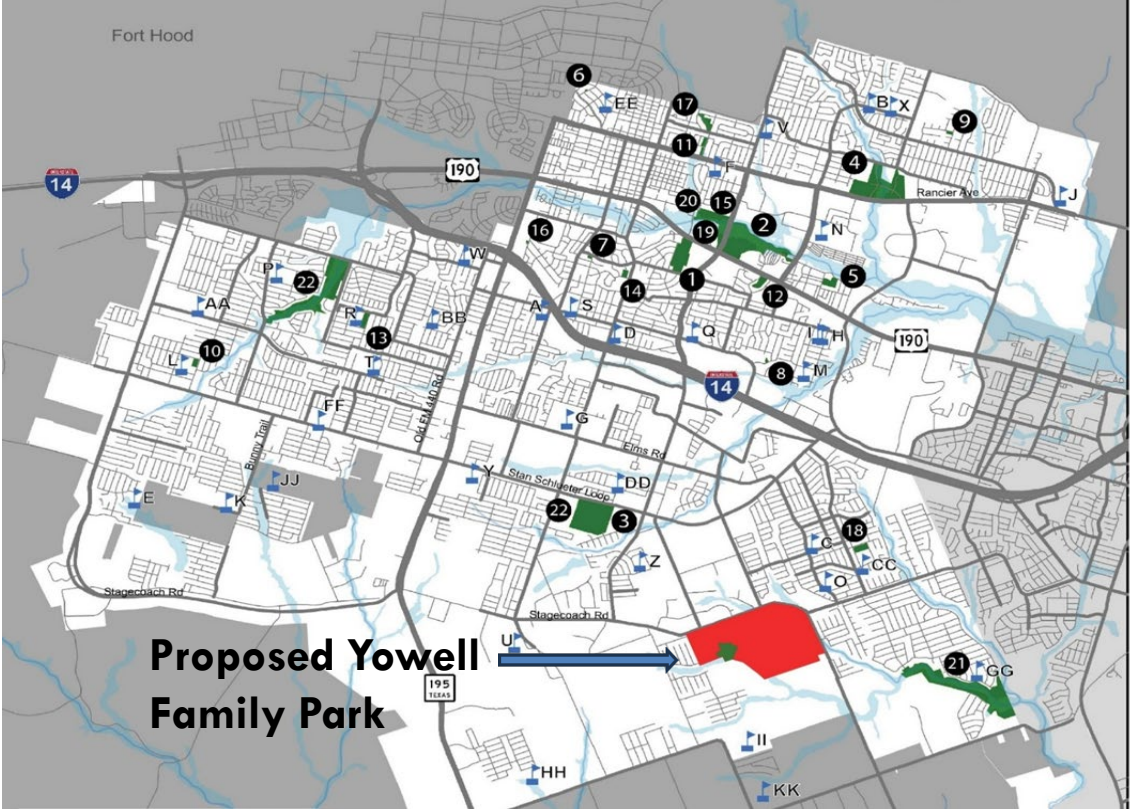 Fort Hood
6
EE
17
B
X
9
V
11
F
4
INTERSTATE
14
190
Rancier Ave
J
20
15
2
16
7
19
N
W
P
22
14
1
12
5
AA
R
13
BB
A
S
D
Q
I
H
190
L
10
T
8
M
INTERSTATE
14
FF
Old FM 440 Rd
G
Bunny Trail
Elms Rd
JJ
Y
Stan Schlueter Loop
DD
E
K
22
3
18
C
CC
Z
O
Stagecoach Rd
Stagecoach Rd
U
Proposed Yowell
Family Park
195
TEXAS
21
GG
II
HH
KK